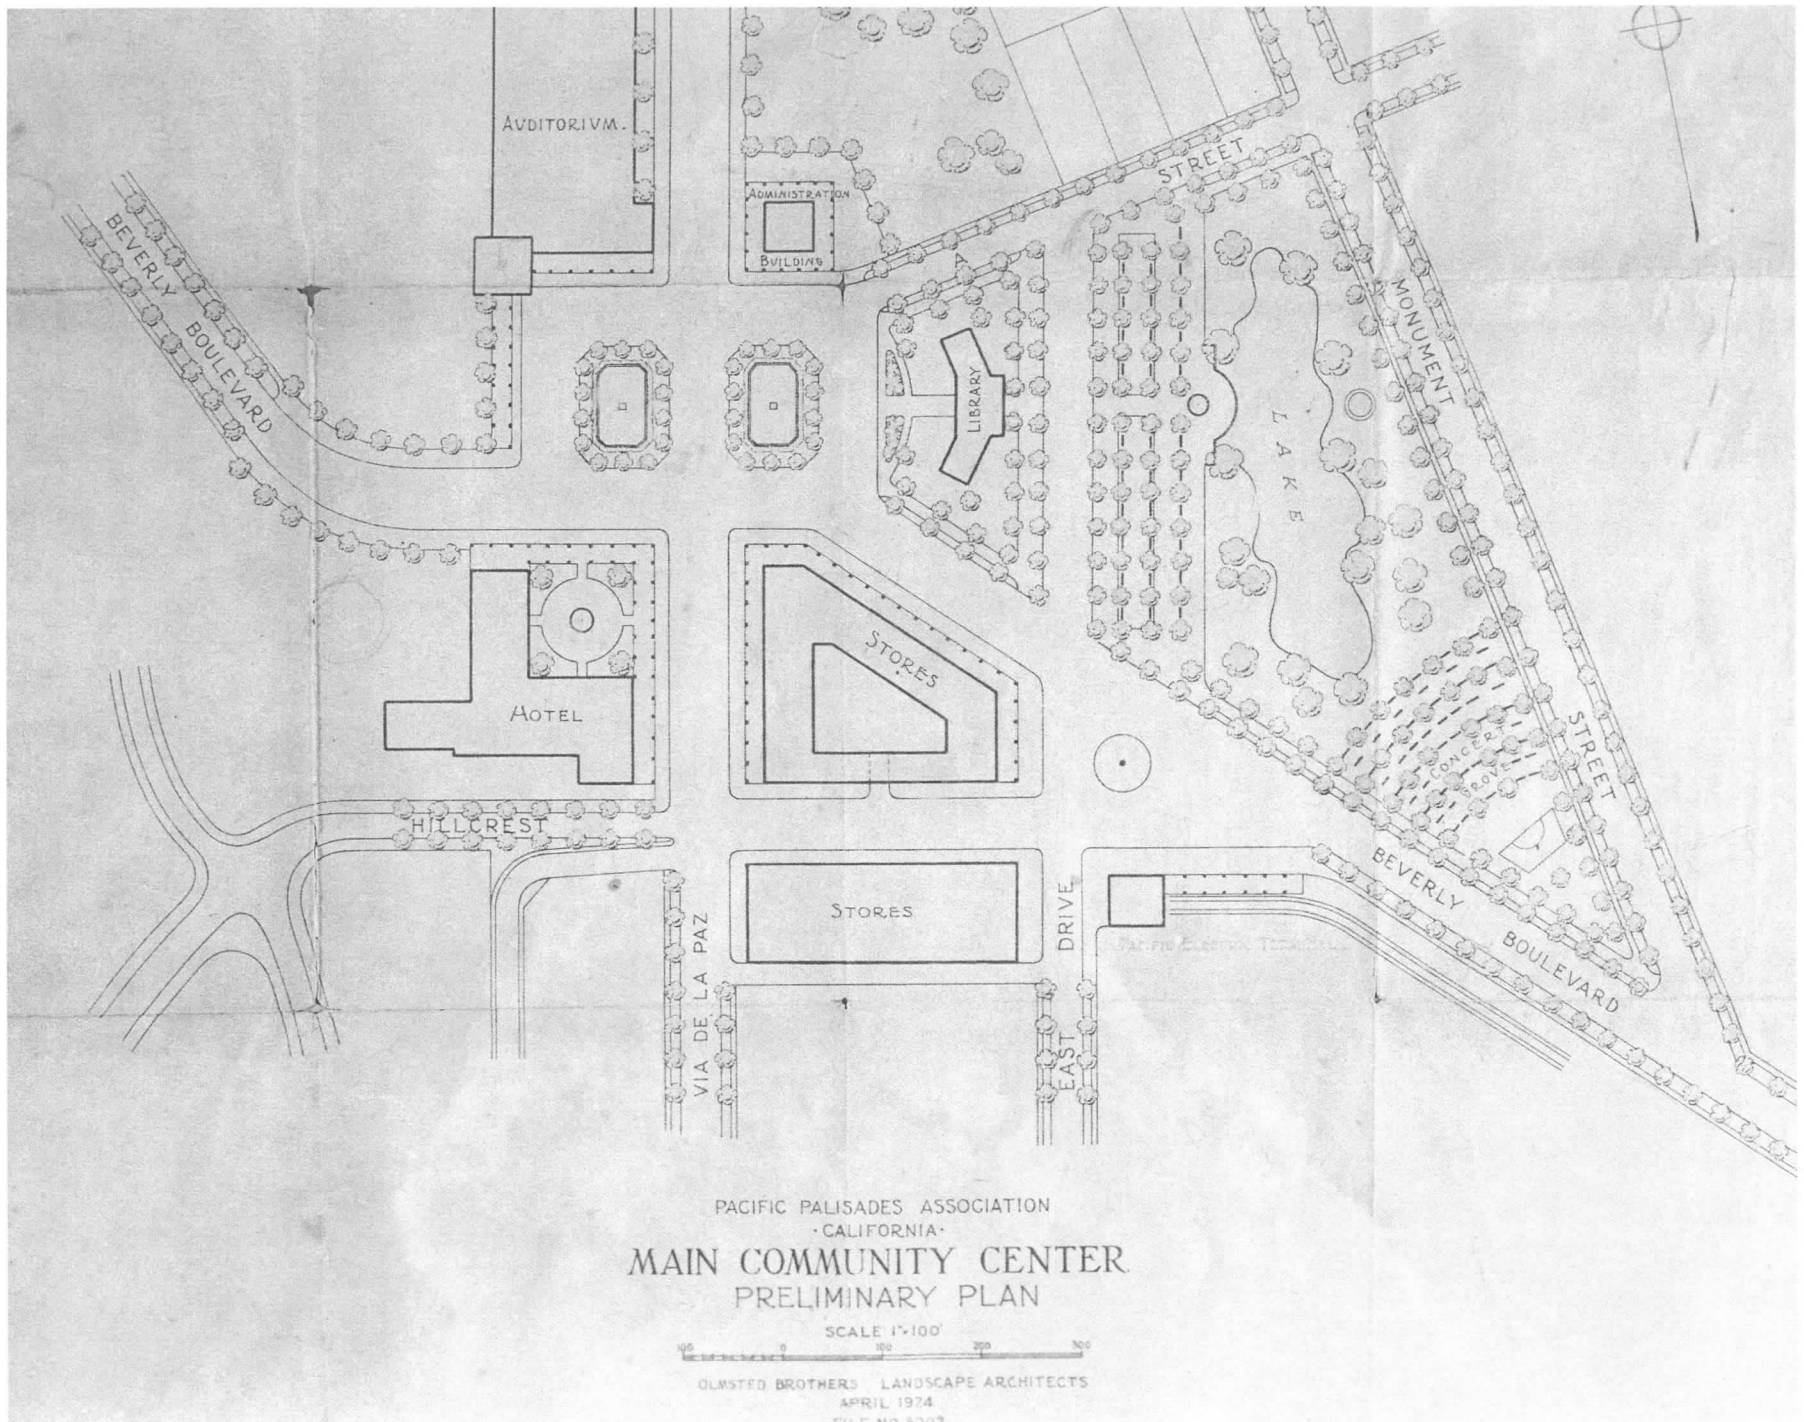 AUDITORIUM.
STREET
ADMINISTRATION
BUILDING
BEVERLY
BOULEVARD
MONUMENT
LIBRARY
LAKE
STORES
HOTEL
STREET
CONCERT
GROVE
HILLCREST
BEVERLY
BOULEVARD
STORES
DRIVE
EAST
VIA DE LA PAZ
PACIFIC PALISADES ASSOCIATION
·CALIFORNIA·
MAIN COMMUNITY CENTER
PRELIMINARY PLAN
SCALE 1"=100'
100 0 100 200 300
OLMSTED BROTHERS LANDSCAPE ARCHITECTS
APRIL 1924